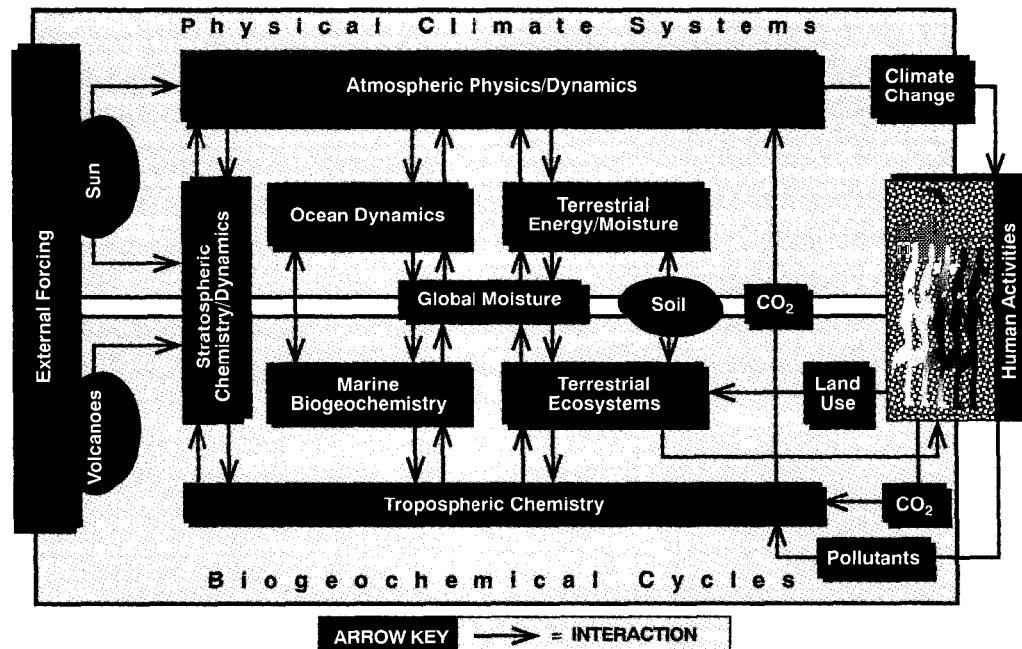 Physical Climate Systems
Atmospheric Physics/Dynamics
Climate
Change
External Forcing
Sun
Volcanoes
Stratospheric
Chemistry/Dynamics
Ocean Dynamics
Terrestrial
Energy/Moisture
Global Moisture
Soil
CO₂
Human Activities
Marine
Biogeochemistry
Terrestrial
Ecosystems
Land
Use
Tropospheric Chemistry
CO₂
Pollutants
Biogeochemical Cycles
ARROW KEY = INTERACTION